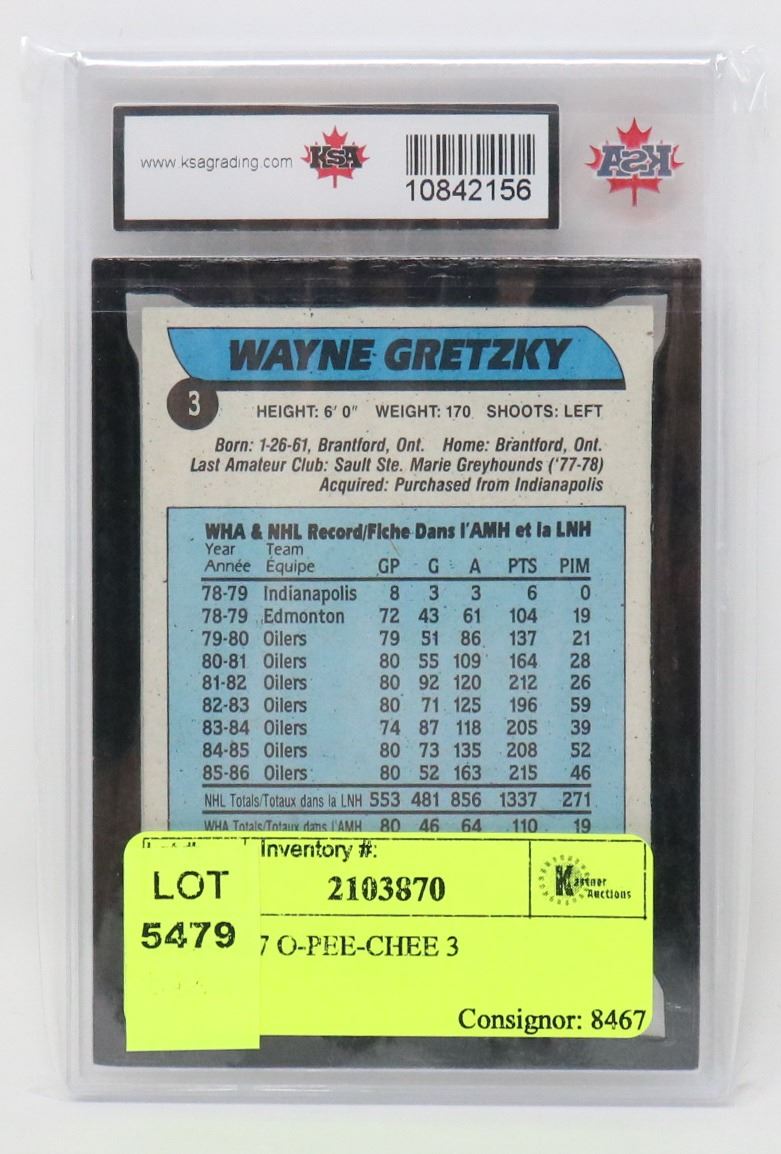 www.ksagrading.com KSA
10842156
KSA
WAYNE GRETZKY
3
HEIGHT: 6' 0" WEIGHT: 170 SHOOTS: LEFT
Born: 1-26-61, Brantford, Ont. Home: Brantford, Ont.
Last Amateur Club: Sault Ste. Marie Greyhounds ('77-78)
Acquired: Purchased from Indianapolis
WHA & NHL Record/Fiche Dans l'AMH et la LNH
Year Team
Année Équipe GP G A PTS PIM
78-79 Indianapolis 8 3 3 6 0
78-79 Edmonton 72 43 61 104 19
79-80 Oilers 79 51 86 137 21
80-81 Oilers 80 55 109 164 28
81-82 Oilers 80 92 120 212 26
82-83 Oilers 80 71 125 196 59
83-84 Oilers 74 87 118 205 39
84-85 Oilers 80 73 135 208 52
85-86 Oilers 80 52 163 215 46
NHL Totals/Totaux dans la LNH 553 481 856 1337 271
WHA Totals/Totaux dans l'AMH 80 46 64 110 19
Inventory #:
2103870
Kastner
Auctions
LOT
5479
7 O-PEE-CHEE 3
Consignor: 8467